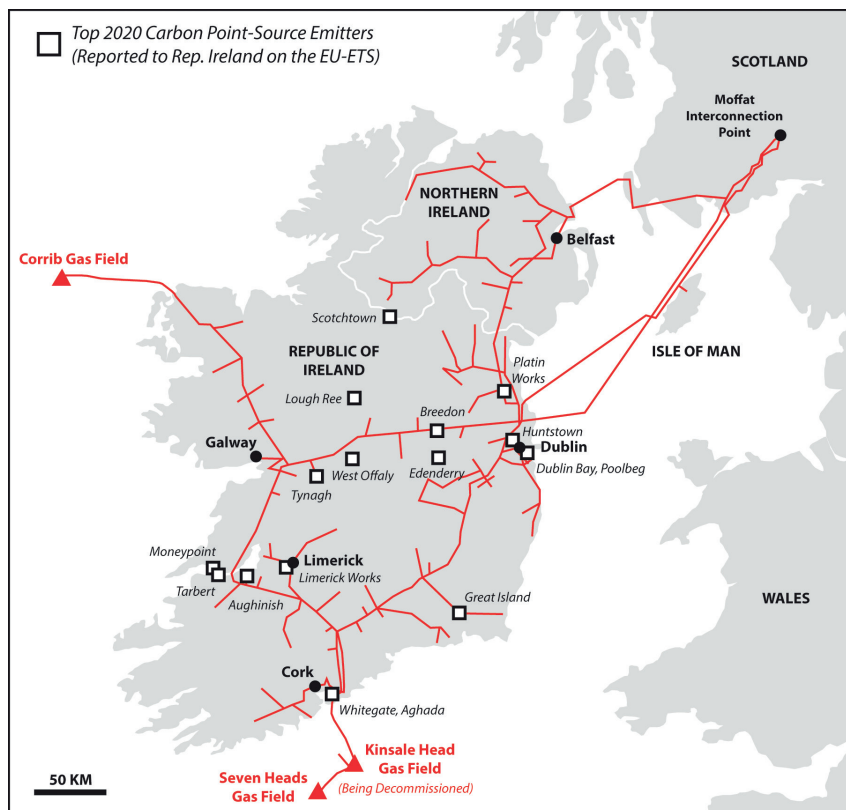 Top 2020 Carbon Point-Source Emitters
(Reported to Rep. Ireland on the EU-ETS)
SCOTLAND
Moffat
Interconnection
Point
NORTHERN
IRELAND
Belfast
Corrib Gas Field
Scotchtown
REPUBLIC OF
IRELAND
ISLE OF MAN
Platin
Works
Lough Ree
Breedon
Huntstown
Galway
Dublin
West Offaly
Edenderry
Dublin Bay, Poolbeg
Tynagh
Moneypoint
Limerick
Limerick Works
Tarbert
Aughinish
Great Island
WALES
Cork
Whitegate, Aghada
Kinsale Head
Gas Field
(Being Decommissioned)
Seven Heads
Gas Field
50 KM